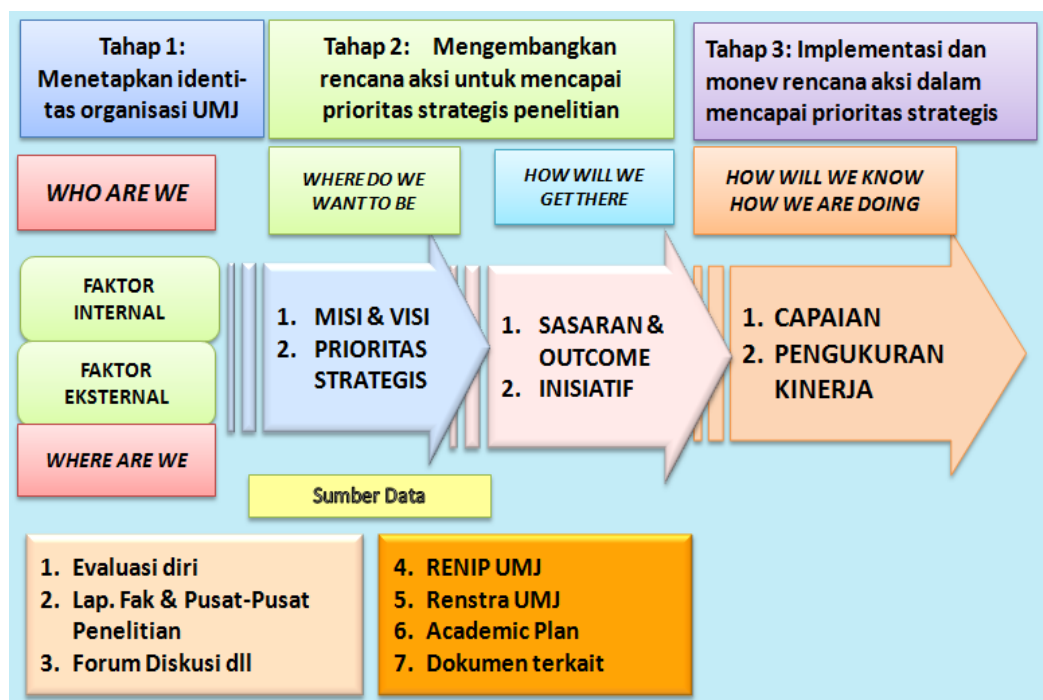 Tahap 1:
Menetapkan identi-
tas organisasi UMJ
Tahap 2: Mengembangkan
rencana aksi untuk mencapai
prioritas strategis penelitian
Tahap 3: Implementasi dan
monev rencana aksi dalam
mencapai prioritas strategis
WHO ARE WE
WHERE DO WE
WANT TO BE
HOW WILL WE
GET THERE
HOW WILL WE KNOW
HOW WE ARE DOING
FAKTOR
INTERNAL
FAKTOR
EKSTERNAL
WHERE ARE WE
1. MISI & VISI
2. PRIORITAS
STRATEGIS
1. SASARAN &
OUTCOME
2. INISIATIF
1. CAPAIAN
2. PENGUKURAN
KINERJA
Sumber Data
1. Evaluasi diri
2. Lap. Fak & Pusat-Pusat
Penelitian
3. Forum Diskusi dll
4. RENIP UMJ
5. Renstra UMJ
6. Academic Plan
7. Dokumen terkait